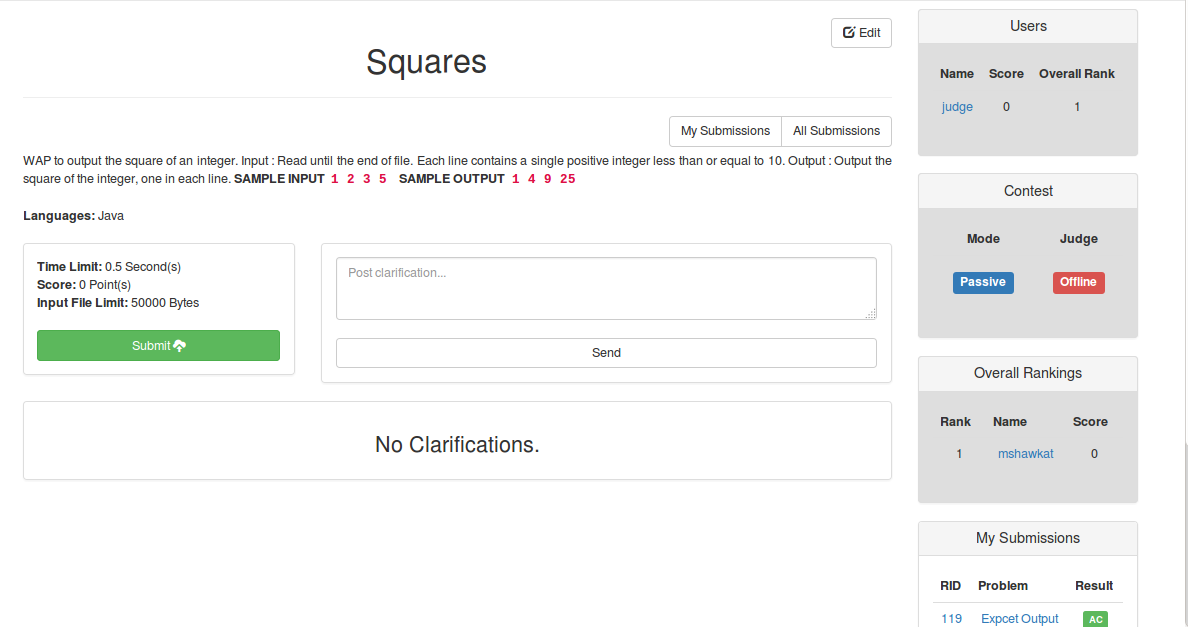 Edit
Squares
My Submissions All Submissions
WAP to output the square of an integer. Input : Read until the end of file. Each line contains a single positive integer less than or equal to 10. Output : Output the
square of the integer, one in each line. SAMPLE INPUT 1 2 3 5 SAMPLE OUTPUT 1 4 9 25
Languages: Java
Time Limit: 0.5 Second(s)
Score: 0 Point(s)
Input File Limit: 50000 Bytes
Submit
Post clarification...
Send
No Clarifications.
Users
Name Score Overall Rank
judge 0 1
Contest
Mode Judge
Passive Offline
Overall Rankings
Rank Name Score
1 mshawkat 0
My Submissions
RID Problem Result
119 Expcet Output AC